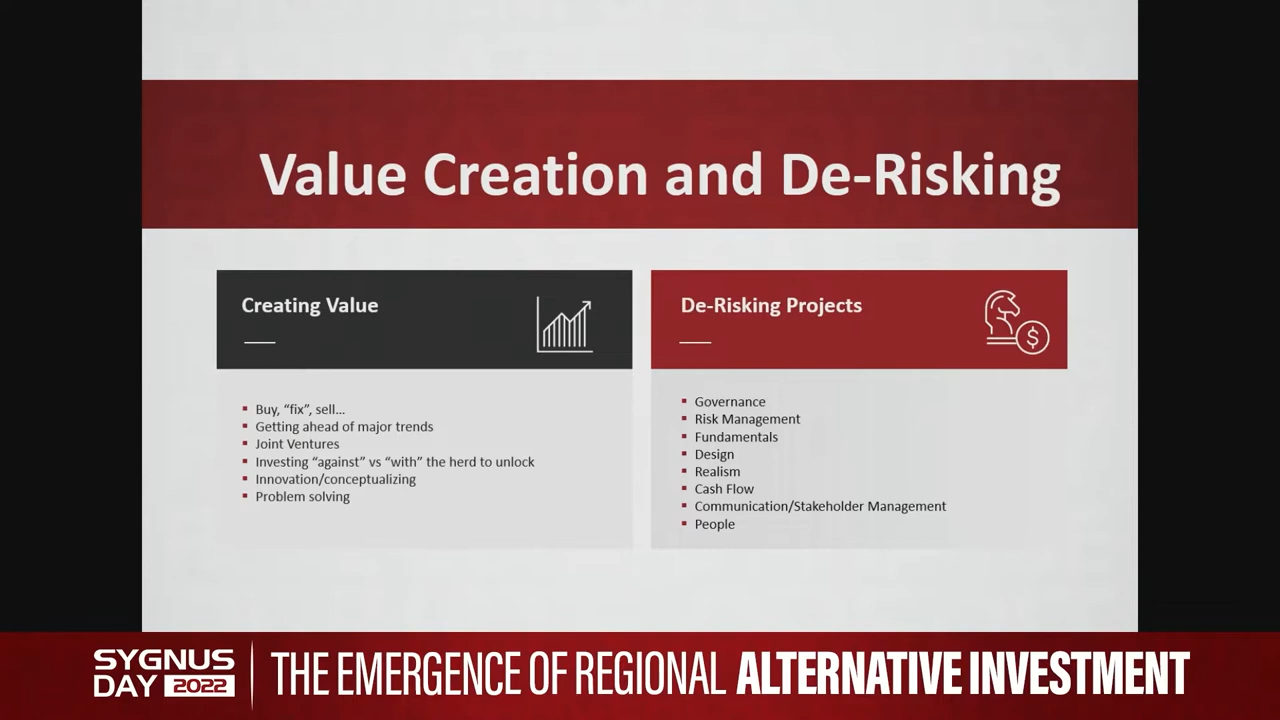 Value Creation and De-Risking
Creating Value
Buy, “fix”, sell...
Getting ahead of major trends
Joint Ventures
Investing “against” vs “with” the herd to unlock
Innovation/conceptualizing
Problem solving
De-Risking Projects
$
Governance
Risk Management
Fundamentals
Design
Realism
Cash Flow
Communication/Stakeholder Management
People
SYGNUS
DAY 2022
THE EMERGENCE OF REGIONAL ALTERNATIVE INVESTMENT